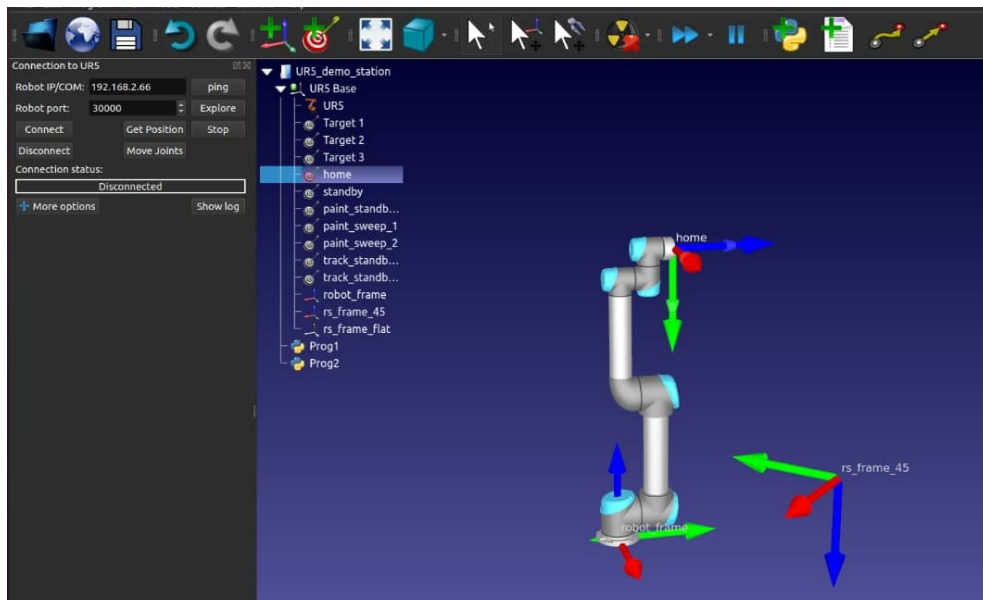 Connection to UR5
Robot IP/COM: 192.168.2.66 ping
Robot port: 30000 Explore
Connect Get Position Stop
Disconnect Move Joints
Connection status:
Disconnected
More options Show log
UR5_demo_station
UR5 Base
UR5
Target 1
Target 2
Target 3
home
standby
paint_standb...
paint_sweep_1
paint_sweep_2
track_standb...
track_standb...
robot_frame
rs_frame_45
rs_frame_flat
Prog1
Prog2
home
rs_frame_45
robot_frame